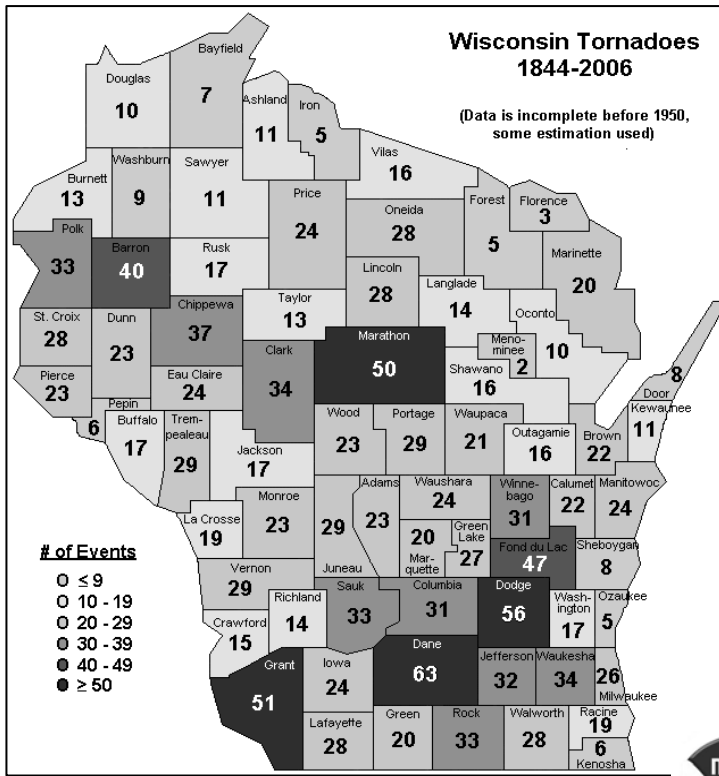 Wisconsin Tornadoes
1844-2006
(Data is incomplete before 1950,
some estimation used)
Bayfield
7
Douglas
10
Ashland
11
Iron
5
Vilas
16
Washburn
9
Sawyer
11
Burnett
13
Price
24
Oneida
28
Forest
5
Florence
3
Polk
33
Barron
40
Rusk
17
Marinette
20
Lincoln
28
Langlade
14
Taylor
13
Chippewa
37
Oconto
10
St. Croix
28
Dunn
23
Marathon
50
Meno-
minee
2
Clark
34
Shawano
16
Pierce
23
Eau Claire
24
Door
8
Pepin
6
Buffalo
17
Trem-
pealeau
29
Wood
23
Portage
29
Waupaca
21
Outagamie
16
Brown
22
Kewaunee
11
Jackson
17
Adams
23
Waushara
24
Winne-
bago
31
Calumet
22
Manitowoc
24
La Crosse
19
Monroe
23
29
Juneau
20
Mar-
quette
Green
Lake
27
Fond du Lac
47
Sheboygan
8
Vernon
29
Sauk
33
Columbia
31
Dodge
56
Wash-
ington
17
Ozaukee
5
Richland
14
Crawford
15
Grant
51
Iowa
24
Dane
63
Jefferson
32
Waukesha
34
26
Milwaukee
Lafayette
28
Green
20
Rock
33
Walworth
28
Racine
19
6
Kenosha
# of Events
≤ 9
10 - 19
20 - 29
30 - 39
40 - 49
≥ 50